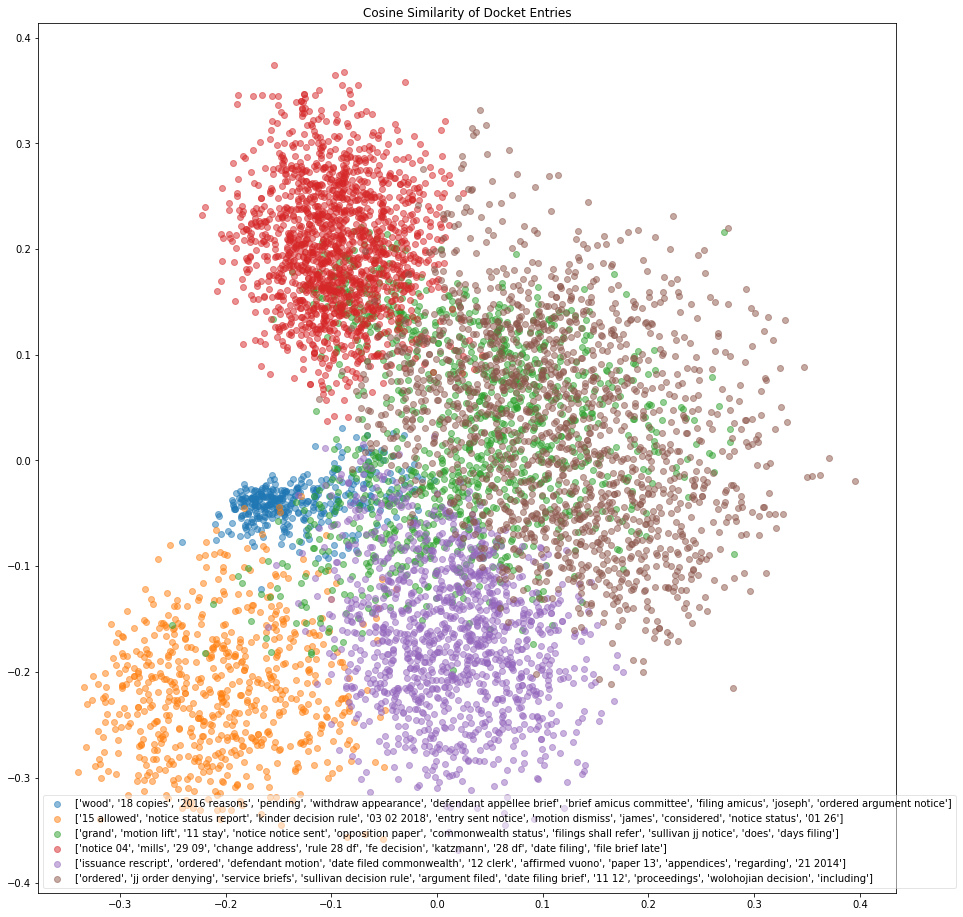 Cosine Similarity of Docket Entries
0.4
0.3
0.2
0.1
0.0
−0.1
−0.2
−0.3
−0.4
['wood', '18 copies', '2016 reasons', 'pending', 'withdraw appearance', 'defendant appellee brief', 'brief amicus committee', 'filing amicus', 'joseph', 'ordered argument notice']
['15 allowed', 'notice status report', 'kinder decision rule', '03 02 2018', 'entry sent notice', 'motion dismiss', 'james', 'considered', 'notice status', '01 26']
['grand', 'motion lift', '11 stay', 'notice notice sent', 'opposition paper', 'commonwealth status', 'filings shall refer', 'sullivan jj notice', 'does', 'days filing']
['notice 04', 'mills', '29 09', 'change address', 'rule 28 df', 'fe decision', 'katzmann', '28 df', 'date filing', 'file brief late']
['issuance rescript', 'ordered', 'defendant motion', 'date filed commonwealth', '12 clerk', 'affirmed vuono', 'paper 13', 'appendices', 'regarding', '21 2014']
['ordered', 'jj order denying', 'service briefs', 'sullivan decision rule', 'argument filed', 'date filing brief', '11 12', 'proceedings', 'wolohojian decision', 'including']
−0.3 −0.2 −0.1 0.0 0.1 0.2 0.3 0.4